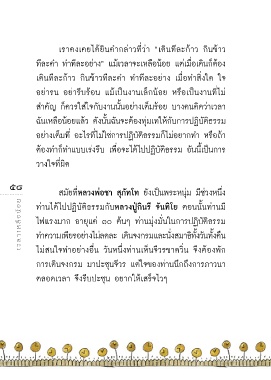 เราคงเคยได้ยินคำกล่าวที่ว่า "เดินทีละก้าว กินข้าว
ทีละคำ ทำทีละอย่าง" แม้เวลาจะเหลือน้อย แต่เมื่อเดินก็ต้อง
เดินทีละก้าว กินข้าวทีละคำ ทำทีละอย่าง เมื่อทำสิ่งใด ใจ
อย่ารน อย่ารีบร้อน แม้เป็นงานเล็กน้อย หรือเป็นงานที่ไม่
สำคัญ ก็ควรใส่ใจกับงานนั้นอย่างเต็มร้อย บางคนคิดว่าเวลา
ฉันเหลือน้อยแล้ว ดังนั้นฉันจะต้องทุ่มเทให้กับการปฏิบัติธรรม
อย่างเต็มที่ อะไรที่ไม่ใช่การปฏิบัติธรรมก็ไม่อยากทำ หรือถ้า
ต้องทำก็ทำแบบเร่งรีบ เพื่อจะได้ไปปฏิบัติธรรม อันนี้เป็นการ
วางใจที่ผิด
สมัยที่หลวงพ่อชา สุภัทโท ยังเป็นพระหนุ่ม มีช่วงหนึ่ง
ท่านได้ไปปฏิบัติธรรมกับหลวงปู่กินรี จันทิโย ตอนนั้นท่านมี
ไฟแรงมาก อายุแค่ ๓๐ ต้นๆ ท่านมุ่งมั่นในการปฏิบัติธรรม
ทำความเพียรอย่างไม่ลดละ เดินจงกรมและนั่งสมาธิทั้งวันทั้งคืน
ไม่สนใจทำอย่างอื่น วันหนึ่งท่านเห็นจีวรขาดวิ่น จึงต้องพัก
การเดินจงกรม มาปะชุนจีวร แต่ใจของท่านนึกถึงการภาวนา
ตลอดเวลา จึงรีบปะชุน อยากให้เสร็จไวๆ
๕๘
เวลาเหลือน้อย